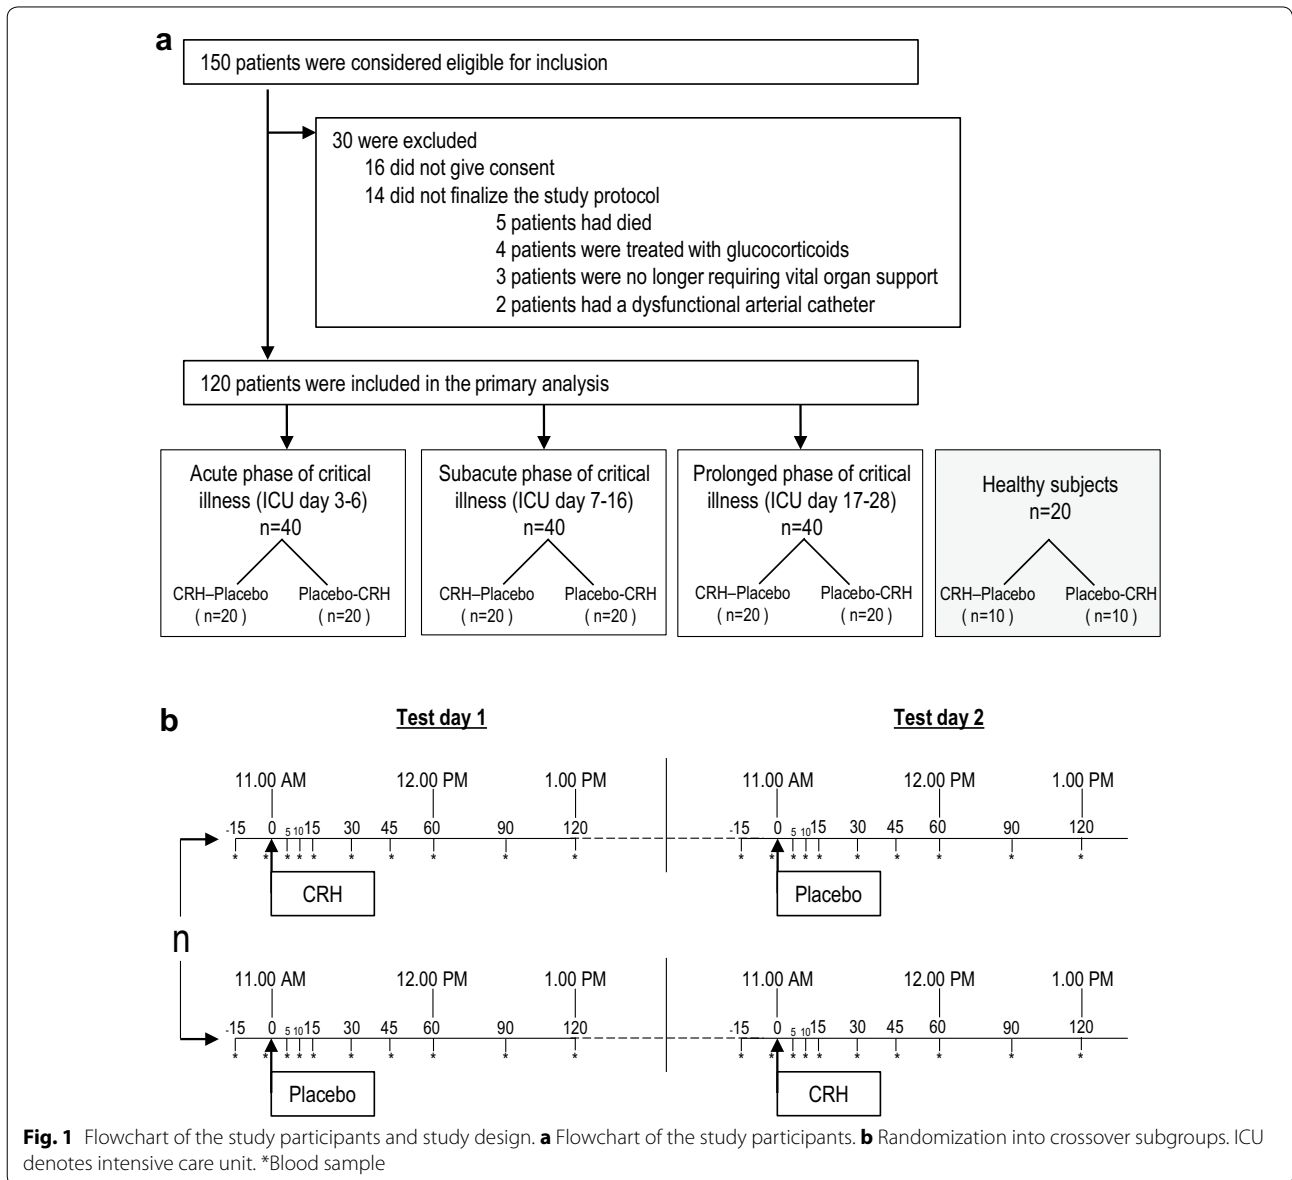 a
150 patients were considered eligible for inclusion
30 were excluded
16 did not give consent
14 did not finalize the study protocol
5 patients had died
4 patients were treated with glucocorticoids
3 patients were no longer requiring vital organ support
2 patients had a dysfunctional arterial catheter
120 patients were included in the primary analysis
Acute phase of critical
illness (ICU day 3-6)
n=40
CRH–Placebo
( n=20 )
Placebo-CRH
( n=20 )
Subacute phase of critical
illness (ICU day 7-16)
n=40
CRH–Placebo
( n=20 )
Placebo-CRH
( n=20 )
Prolonged phase of critical
illness (ICU day 17-28)
n=40
CRH–Placebo
( n=20 )
Placebo-CRH
( n=20 )
Healthy subjects
n=20
CRH–Placebo
( n=10 )
Placebo-CRH
( n=10 )
b
Test day 1 Test day 2
11.00 AM 12.00 PM 1.00 PM 11.00 AM 12.00 PM 1.00 PM
-15 0 5 10 15 30 45 60 90 120 -15 0 5 10 15 30 45 60 90 120
* * * * * * * * * * * * * * * * * * * *
CRH Placebo
n
11.00 AM 12.00 PM 1.00 PM 11.00 AM 12.00 PM 1.00 PM
-15 0 5 10 15 30 45 60 90 120 -15 0 5 10 15 30 45 60 90 120
* * * * * * * * * * * * * * * * * * * *
Placebo CRH
Fig. 1 Flowchart of the study participants and study design. a Flowchart of the study participants. b Randomization into crossover subgroups. ICU
denotes intensive care unit. *Blood sample